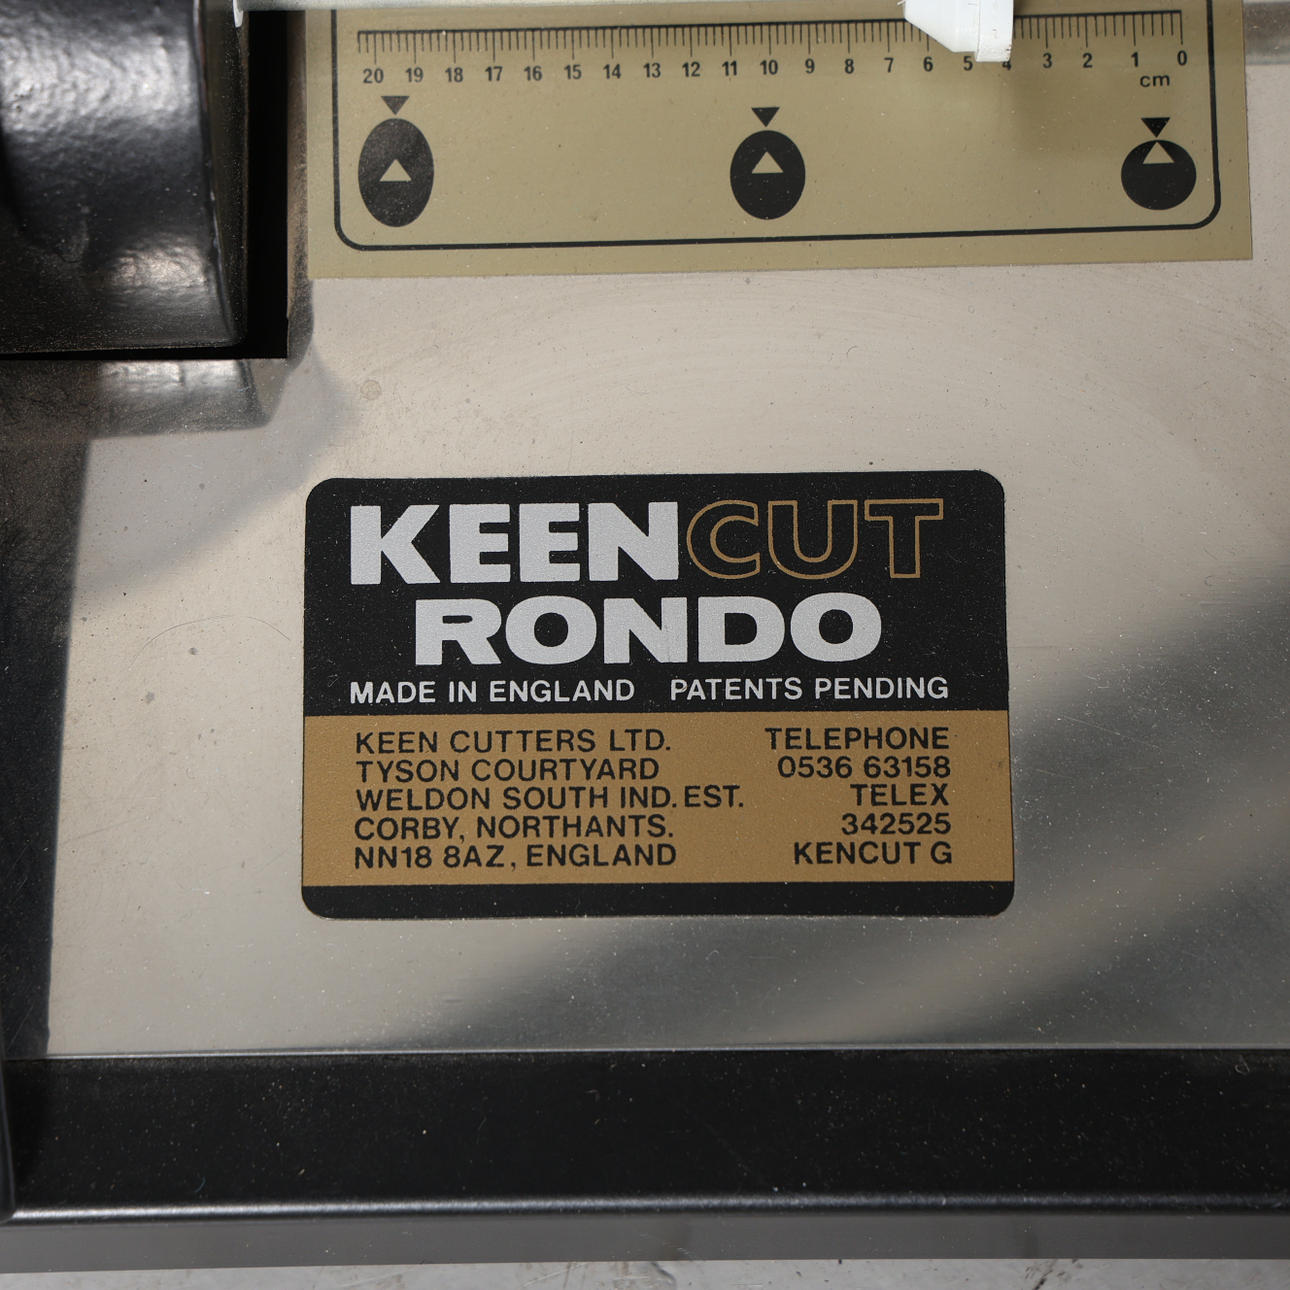 20 19 18 17 16 15 14 13 12 11 10 9 8 7 6 5 4 3 2 1 0
cm
KEENCUT
RONDO
MADE IN ENGLAND PATENTS PENDING
KEEN CUTTERS LTD.
TYSON COURTYARD
WELDON SOUTH IND. EST.
CORBY, NORTHANTS.
NN18 8AZ, ENGLAND
TELEPHONE
0536 63158
TELEX
342525
KENCUT G